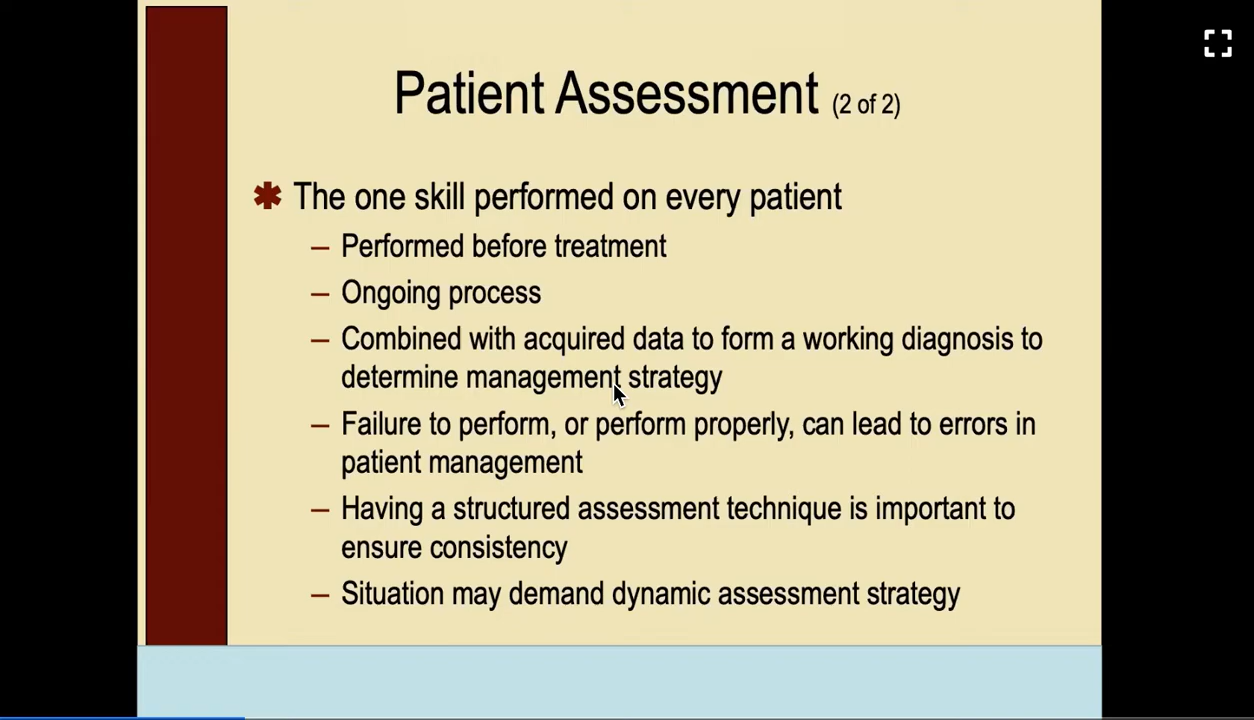 Patient Assessment (2 of 2)
✱ The one skill performed on every patient
– Performed before treatment
– Ongoing process
– Combined with acquired data to form a working diagnosis to
determine management strategy
– Failure to perform, or perform properly, can lead to errors in
patient management
– Having a structured assessment technique is important to
ensure consistency
– Situation may demand dynamic assessment strategy